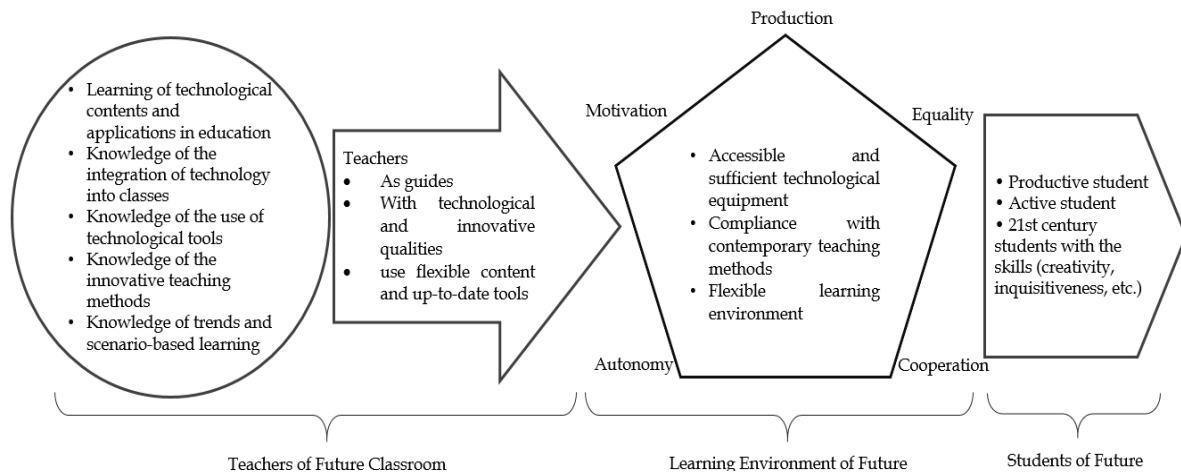 • Learning of technological
contents and
applications in education
• Knowledge of the
integration of technology
into classes
• Knowledge of the use of
technological tools
• Knowledge of the
innovative teaching
methods
• Knowledge of trends and
scenario-based learning
Teachers
• As guides
• With technological
and innovative
qualities
• use flexible content
and up-to-date tools
Production
Motivation
Equality
• Accessible and
sufficient technological
equipment
• Compliance with
contemporary teaching
methods
• Flexible learning
environment
Autonomy
Cooperation
• Productive student
• Active student
• 21st century
students with the
skills (creativity,
inquisitiveness, etc.)
Teachers of Future Classroom
Learning Environment of Future
Students of Future